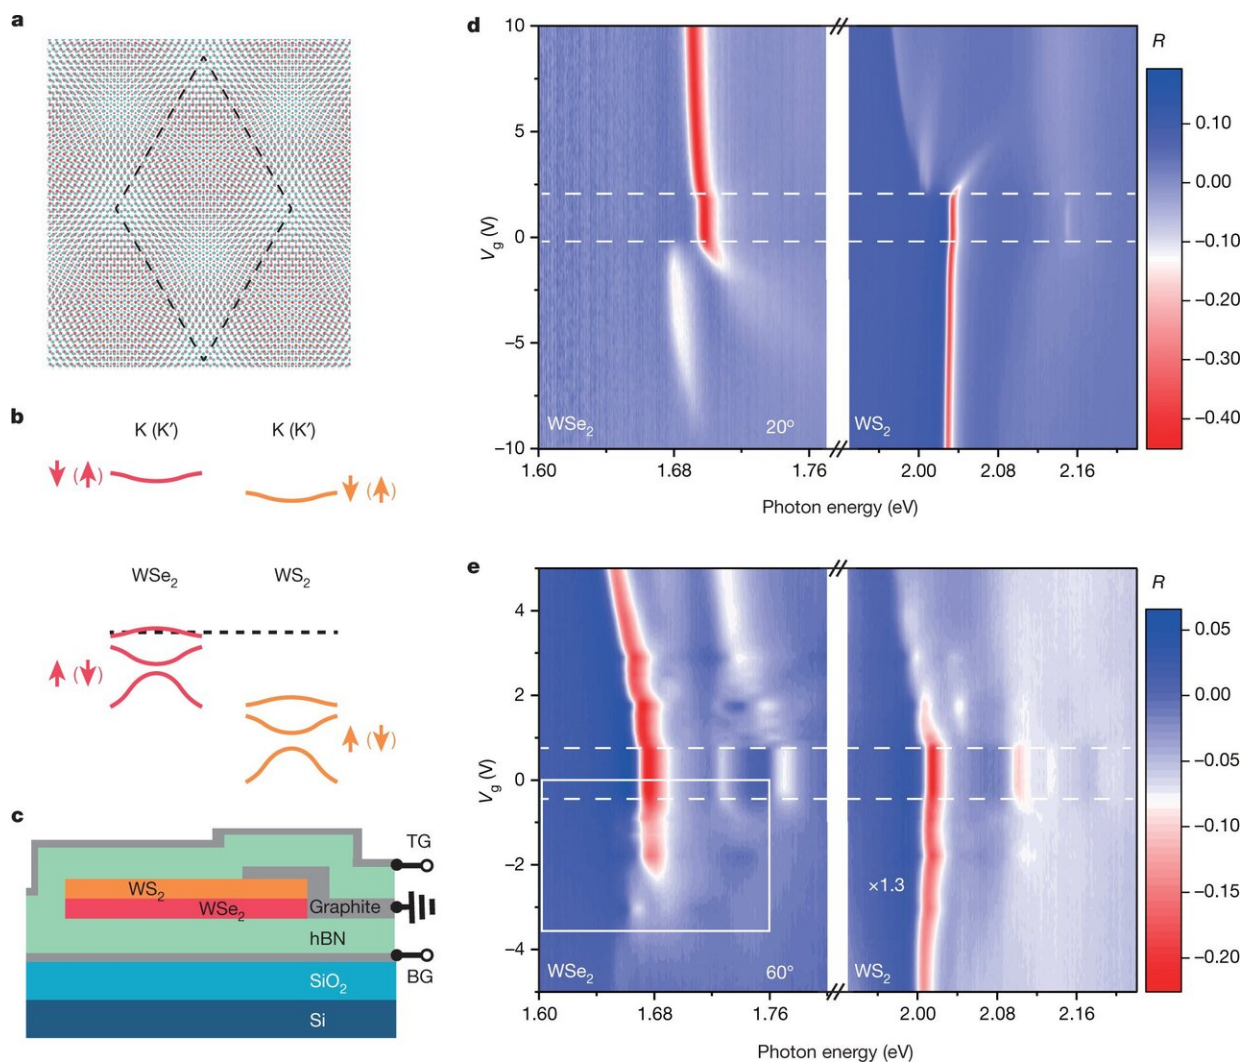 a
b
K (K′)
K (K′)
WSe₂
WS₂
c
TG
WS₂
WSe₂
Graphite
hBN
BG
SiO₂
Si
d
10
5
0
−5
−10
V_g (V)
WSe₂
20°
WS₂
1.60
1.68
1.76
2.00
2.08
2.16
Photon energy (eV)
R
0.10
0.00
−0.10
−0.20
−0.30
−0.40
e
4
2
0
−2
−4
V_g (V)
WSe₂
60°
×1.3
WS₂
1.60
1.68
1.76
2.00
2.08
2.16
Photon energy (eV)
R
0.05
0.00
−0.05
−0.10
−0.15
−0.20